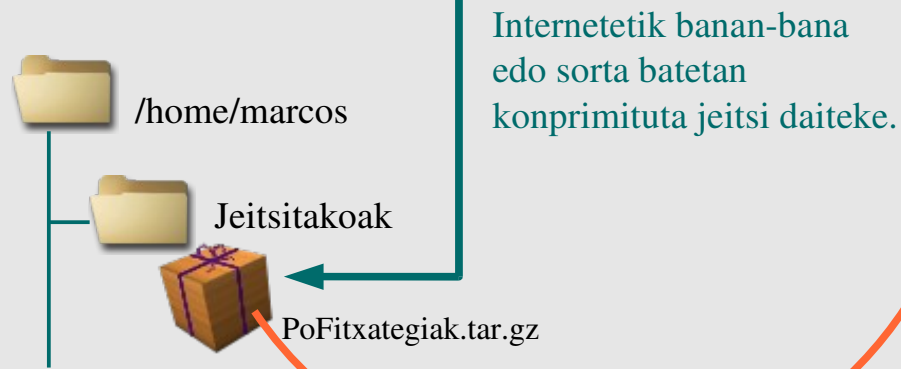 Internetetik banan-bana
edo sorta batetan
konprimituta jeitsi daiteke.
/home/marcos
Jeitsitakoak
PoFitxategiak.tar.gz